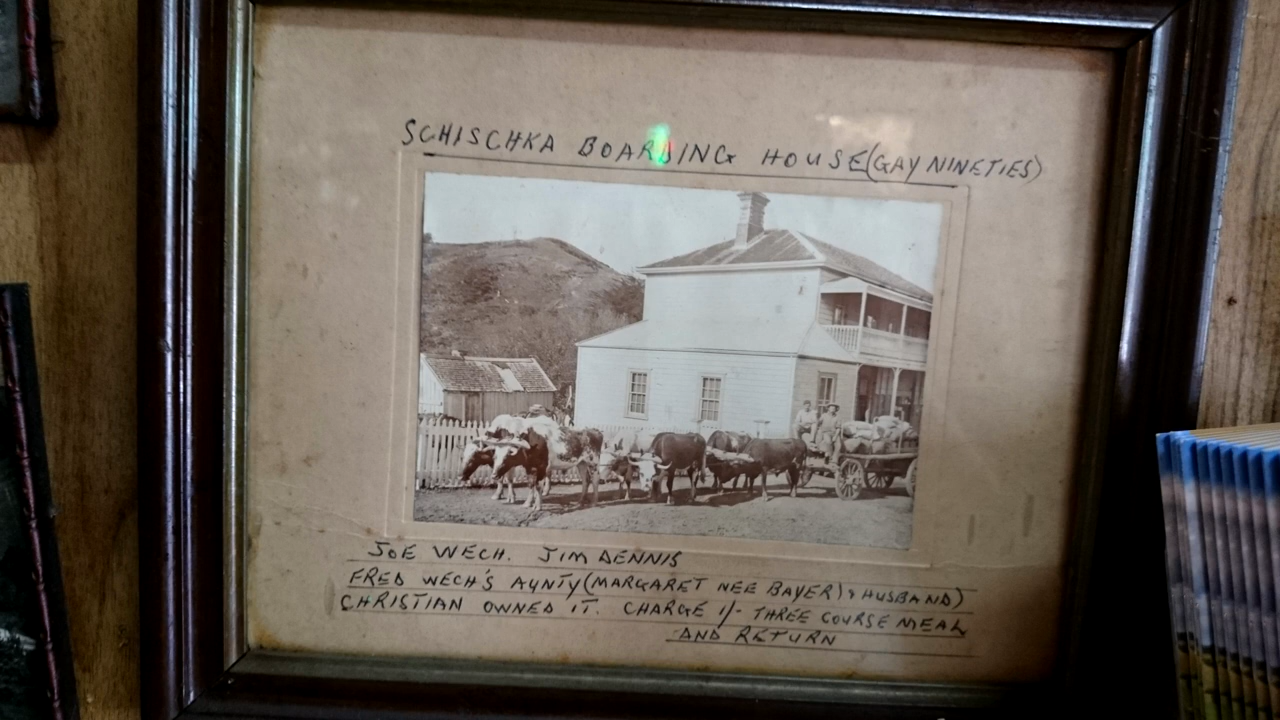 SCHISCHKA BOARDING HOUSE (GAY NINETIES)
JOE WECH. JIM DENNIS
FRED WECH'S AUNTY (MARGARET NEE BAYER) & HUSBAND)
CHRISTIAN OWNED IT. CHARGE 1/- THREE COURSE MEAL
AND RETURN